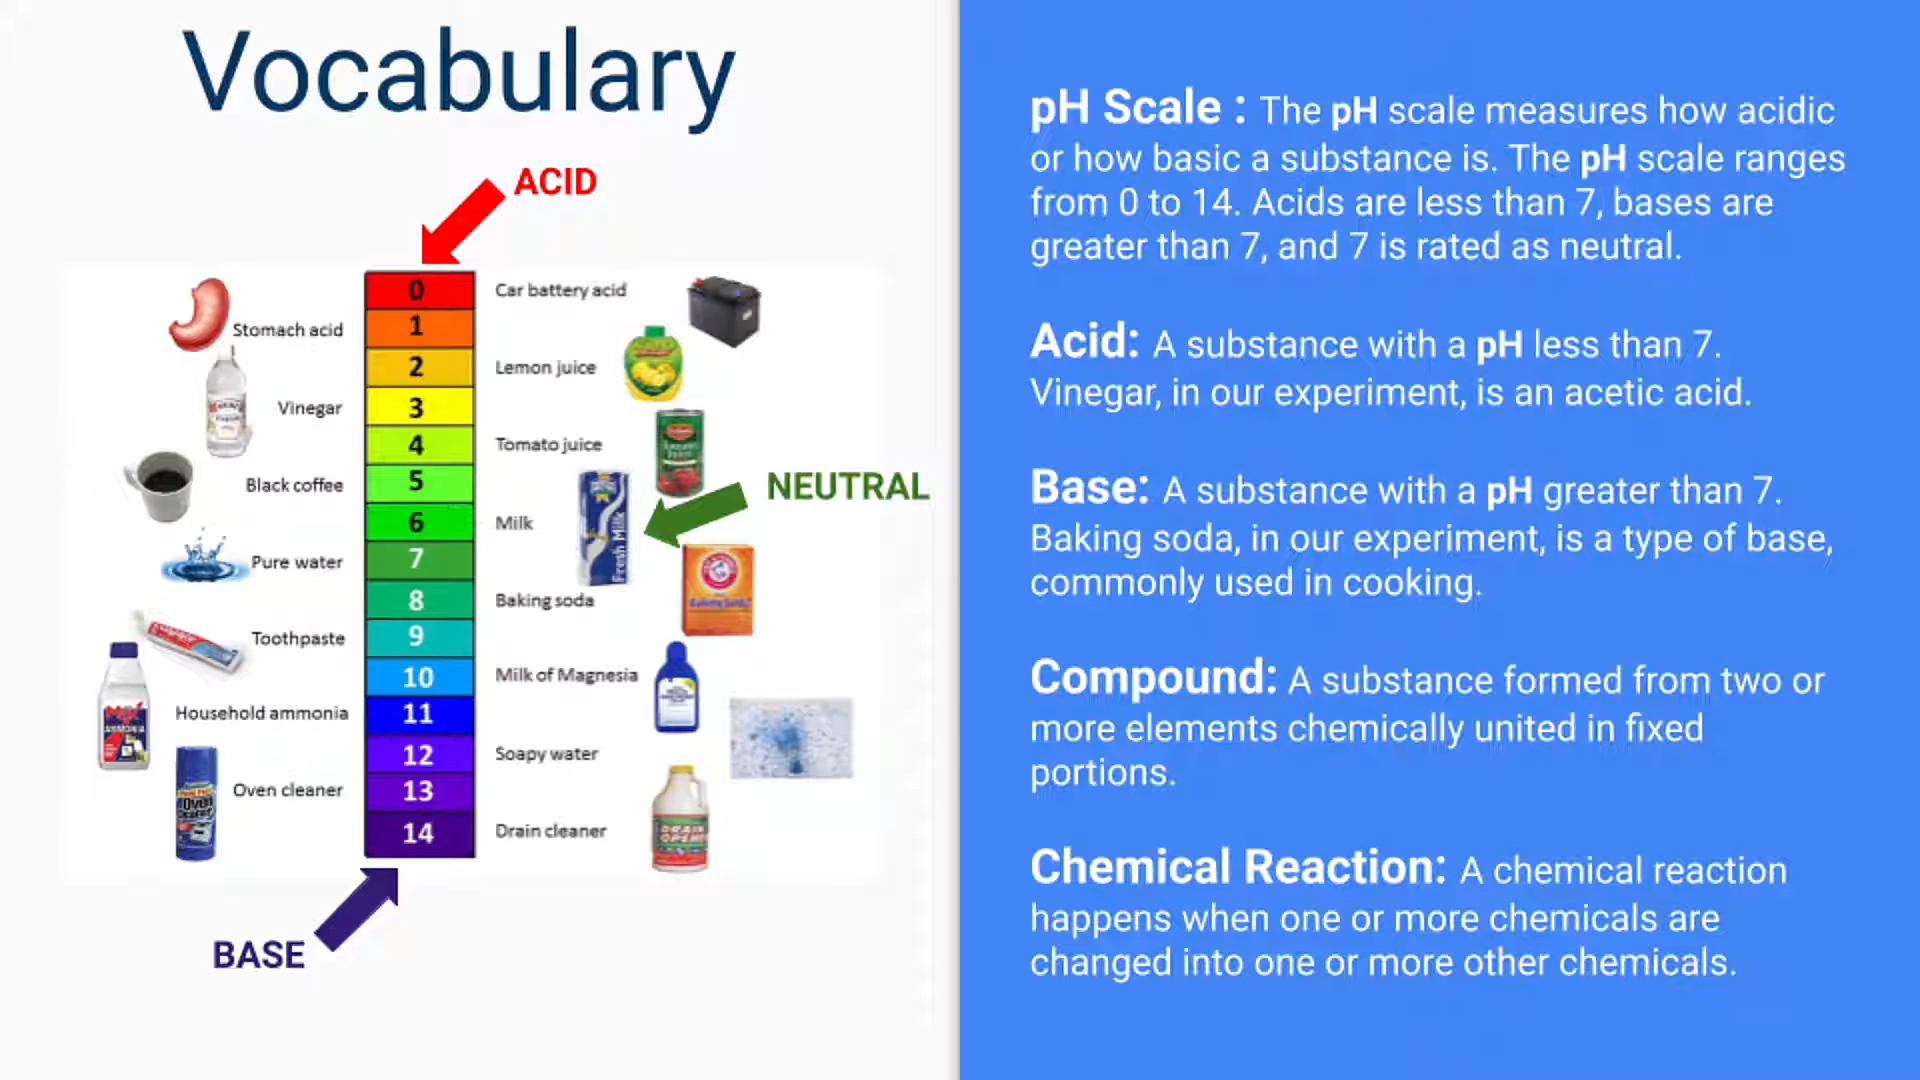 Vocabulary
ACID
0
Car battery acid
Stomach acid
1
2
Lemon juice
Vinegar
3
4
Tomato juice
Black coffee
5
NEUTRAL
6
Milk
Fresh Milk
Pure water
7
8
Baking soda
Toothpaste
9
10
Milk of Magnesia
Household ammonia
11
AMMONIA
12
Soapy water
Oven cleaner
13
Oven
14
Drain cleaner
DRAIN
OPENER
BASE
pH Scale : The pH scale measures how acidic
or how basic a substance is. The pH scale ranges
from 0 to 14. Acids are less than 7, bases are
greater than 7, and 7 is rated as neutral.
Acid: A substance with a pH less than 7.
Vinegar, in our experiment, is an acetic acid.
Base: A substance with a pH greater than 7.
Baking soda, in our experiment, is a type of base,
commonly used in cooking.
Compound: A substance formed from two or
more elements chemically united in fixed
portions.
Chemical Reaction: A chemical reaction
happens when one or more chemicals are
changed into one or more other chemicals.